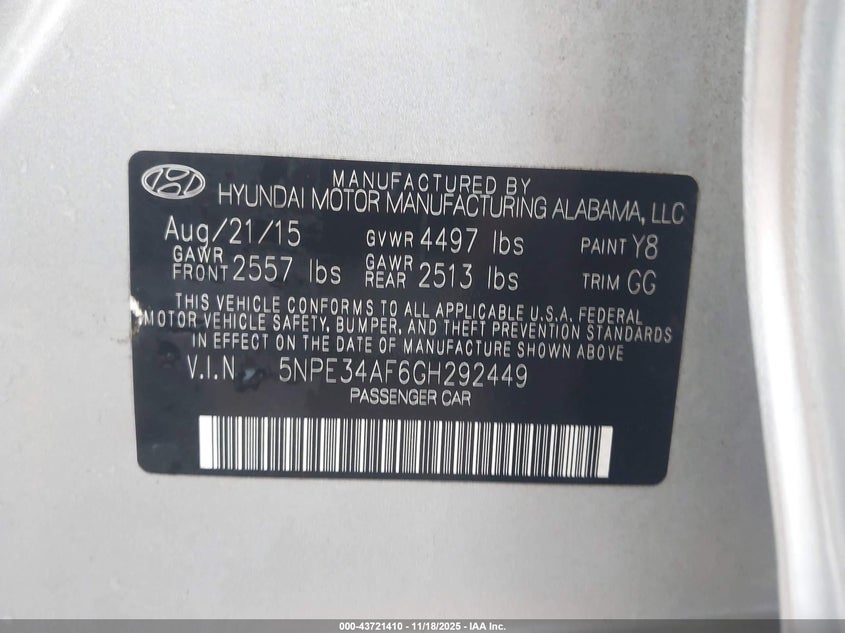 MANUFACTURED BY
HYUNDAI MOTOR MANUFACTURING ALABAMA, LLC
Aug/21/15 GVWR 4497 lbs PAINT Y8
GAWR FRONT 2557 lbs GAWR REAR 2513 lbs TRIM GG
THIS VEHICLE CONFORMS TO ALL APPLICABLE U.S.A. FEDERAL
MOTOR VEHICLE SAFETY, BUMPER, AND THEFT PREVENTION STANDARDS
IN EFFECT ON THE DATE OF MANUFACTURE SHOWN ABOVE
V.I.N 5NPE34AF6GH292449
PASSENGER CAR
000-43721410 - 11/18/2025 - IAA Inc.